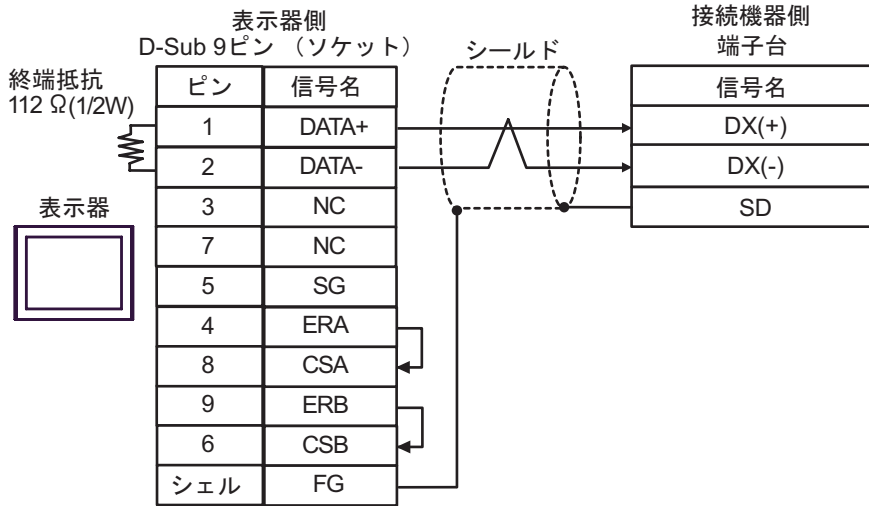 表示器側
D-Sub 9ピン （ソケット）
シールド
接続機器側
端子台
終端抵抗
112 Ω(1/2W)
ピン 信号名
1 DATA+
2 DATA-
3 NC
7 NC
5 SG
4 ERA
8 CSA
9 ERB
6 CSB
シェル FG
表示器
信号名
DX(+)
DX(-)
SD